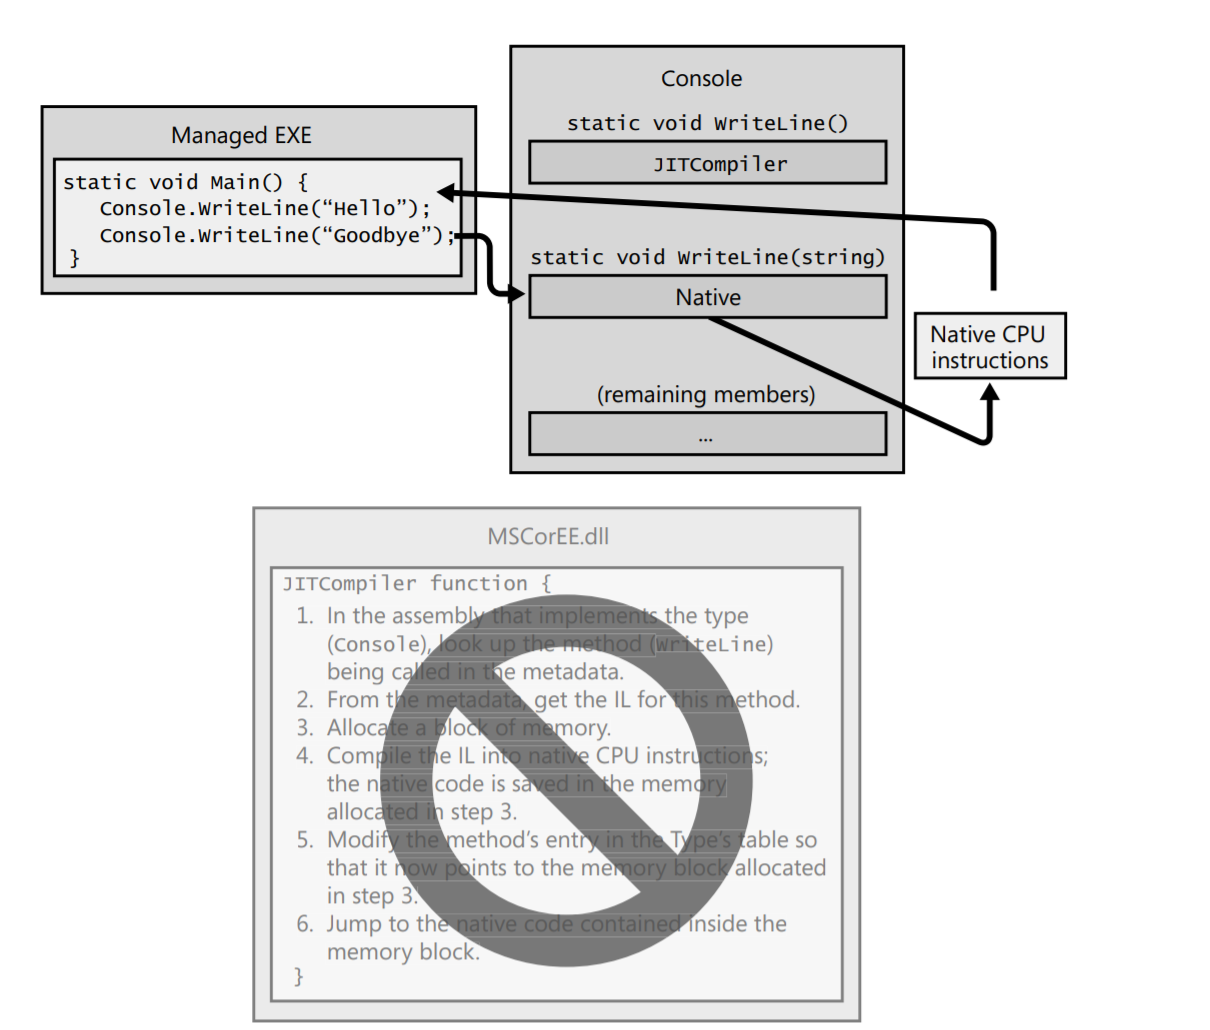 Managed EXE
static void Main() {
Console.WriteLine(“Hello”);
Console.WriteLine(“Goodbye”);
}
Console
static void WriteLine()
JITCompiler
static void WriteLine(string)
Native
(remaining members)
...
Native CPU
instructions
MSCorEE.dll
JITCompiler function {
1. In the assembly that implements the type
(Console), look up the method (WriteLine)
being called in the metadata.
2. From the metadata, get the IL for this method.
3. Allocate a block of memory.
4. Compile the IL into native CPU instructions;
the native code is saved in the memory
allocated in step 3.
5. Modify the method’s entry in the Type’s table so
that it now points to the memory block allocated
in step 3.
6. Jump to the native code contained inside the
memory block.
}